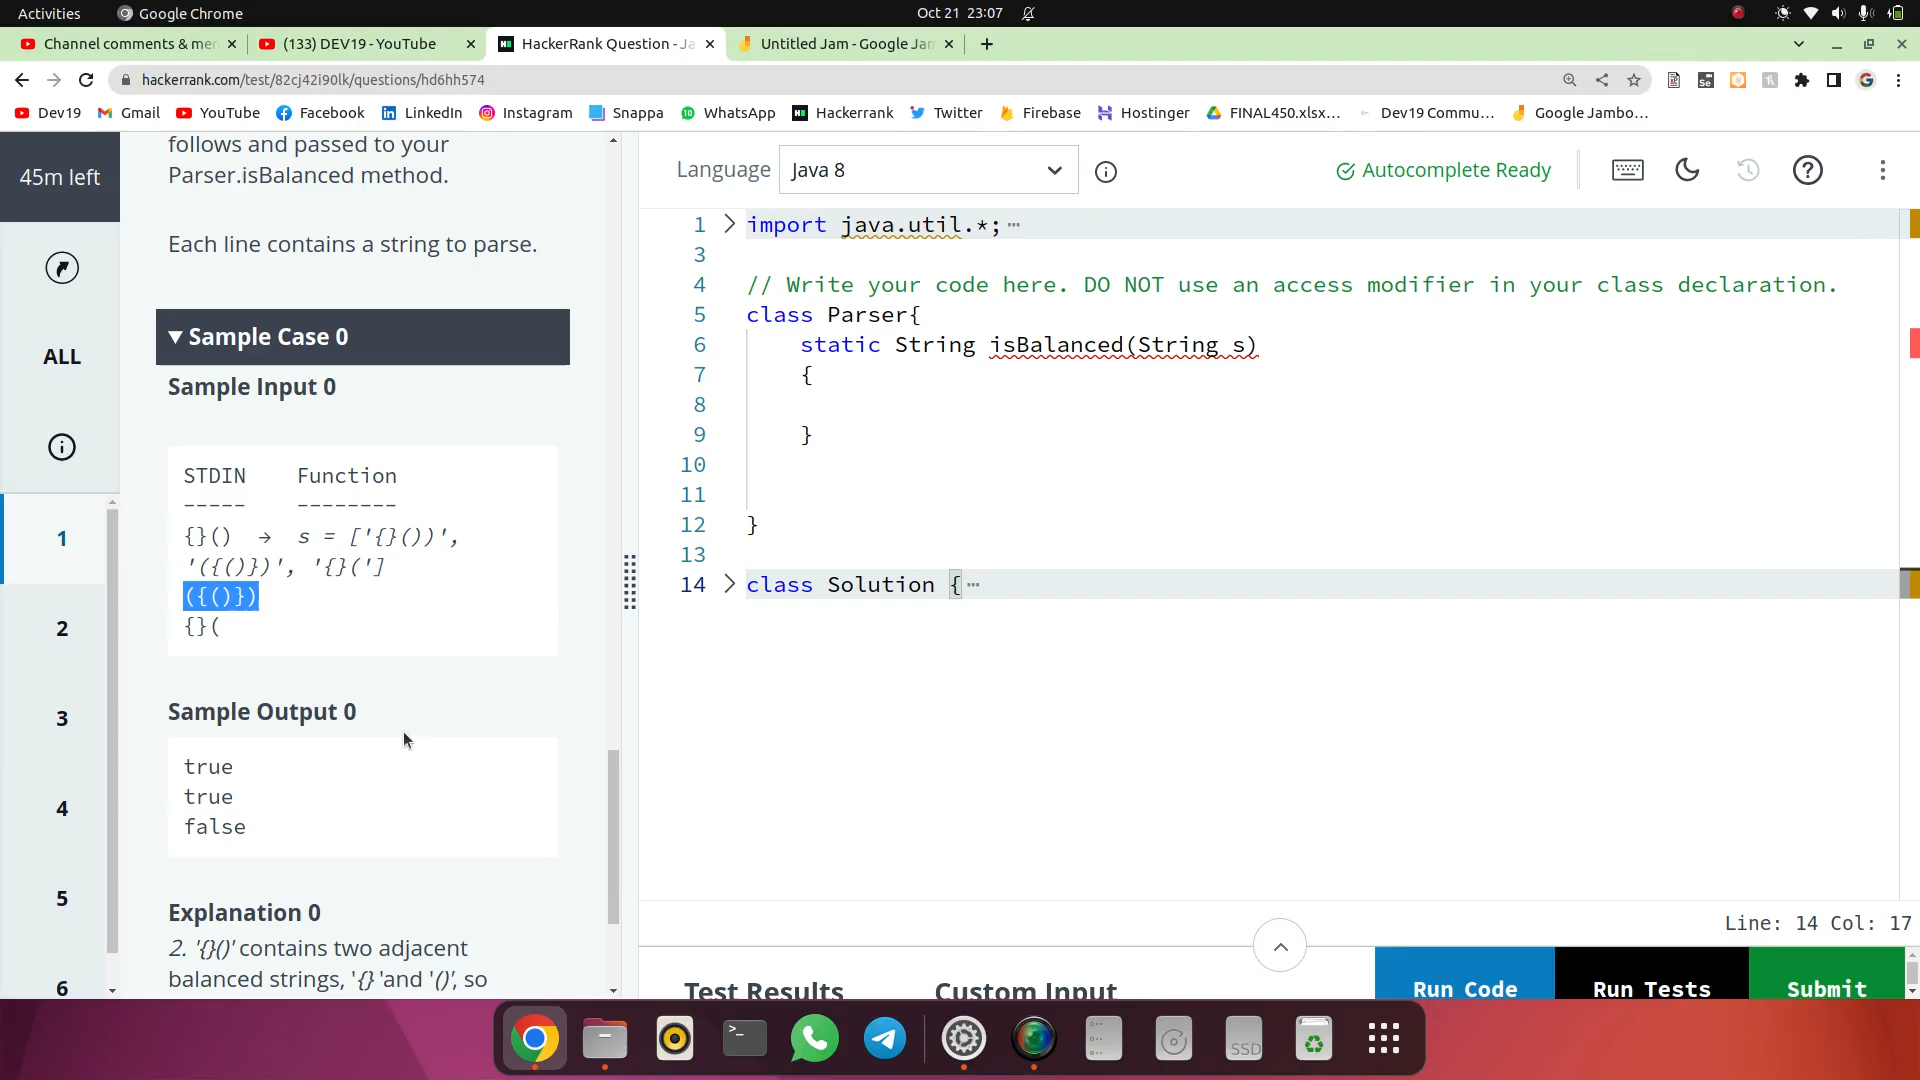 Activities
Google Chrome
Oct 21 23:07
Channel comments & mer
(133) DEV19 - YouTube
HackerRank Question - Ja
Untitled Jam - Google Jam
hackerrank.com/test/82cj42i90lk/questions/hd6hh574
Dev19
Gmail
YouTube
Facebook
LinkedIn
Instagram
Snappa
WhatsApp
Hackerrank
Twitter
Firebase
Hostinger
FINAL450.xlsx...
Dev19 Commu...
Google Jambo...
45m left
ALL
1
2
3
4
5
6
follows and passed to your
Parser.isBalanced method.
Each line contains a string to parse.
▼ Sample Case 0
Sample Input 0
STDIN Function
----- --------
{}() → s = ['{}())',
'({()})', '{}(']
({()})
{}(
Sample Output 0
true
true
false
Explanation 0
2. '{}()' contains two adjacent
balanced strings, '{} 'and '()', so
Language
Java 8
Autocomplete Ready
1 import java.util.*;
3
4 // Write your code here. DO NOT use an access modifier in your class declaration.
5 class Parser{
6 static String isBalanced(String s)
7 {
8
9 }
10
11
12 }
13
14 class Solution {
Line: 14 Col: 17
Test Results
Custom Input
Run Code
Run Tests
Submit
SSD